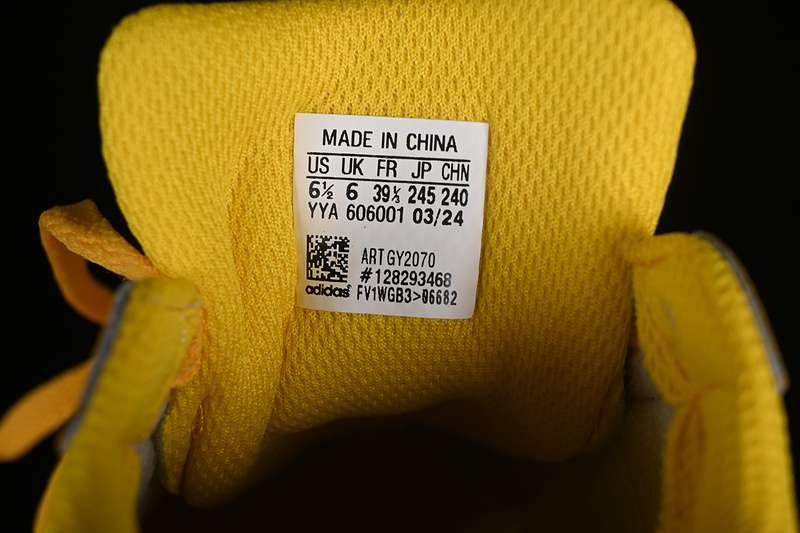 MADE IN CHINA
US UK FR JP CHN
6½ 6 39⅓ 245 240
YYA 606001 03/24
ART GY2070
#128293468
adidas FV1WGB3>06682